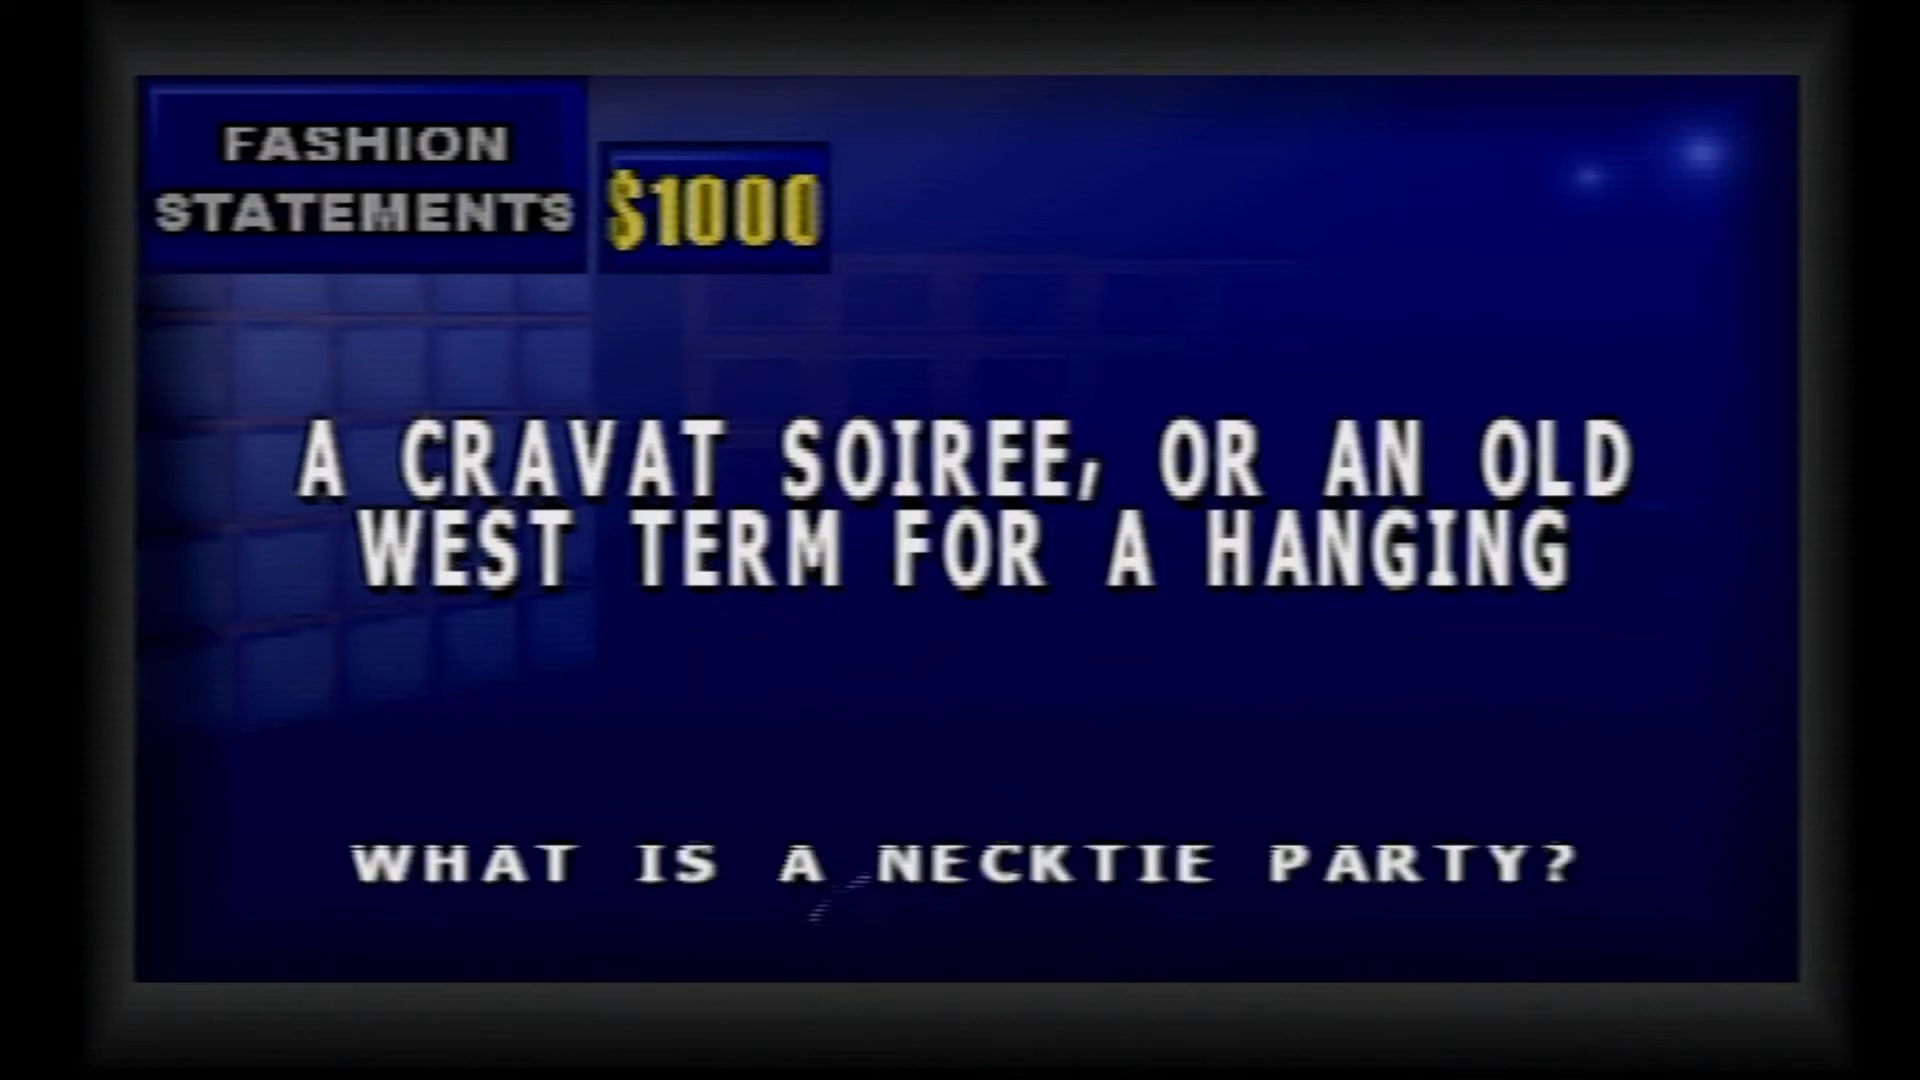 FASHION
STATEMENTS
$1000
A CRAVAT SOIREE, OR AN OLD
WEST TERM FOR A HANGING
WHAT IS A NECKTIE PARTY?